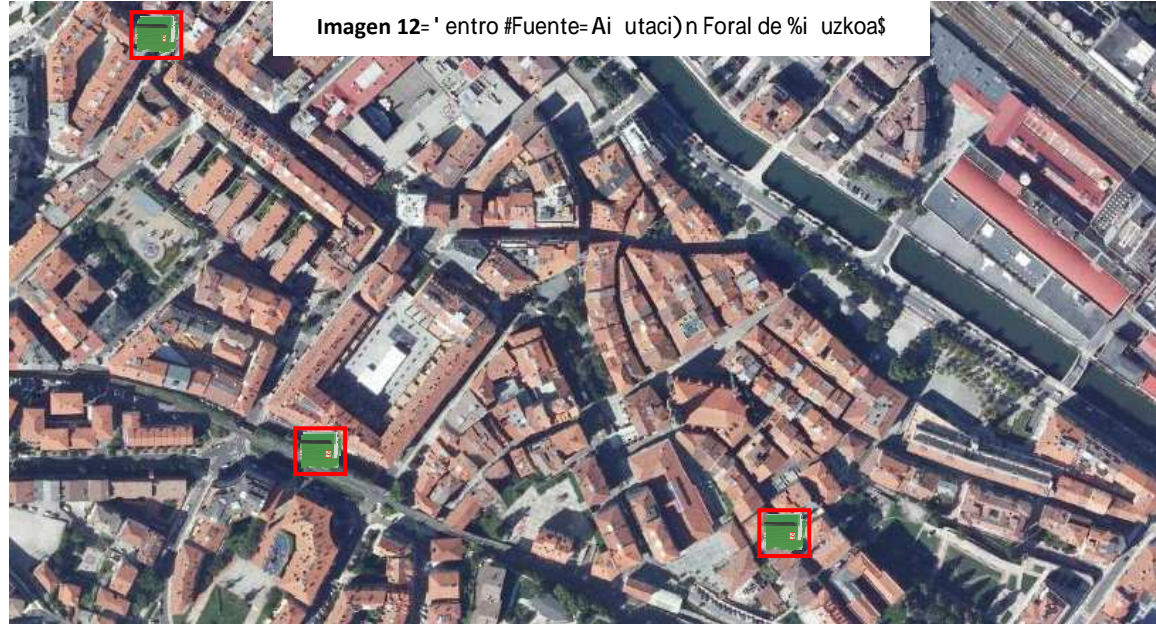 Imagen 12= ' entro #Fuente= Ai utaci)n Foral de %i uzkoa$